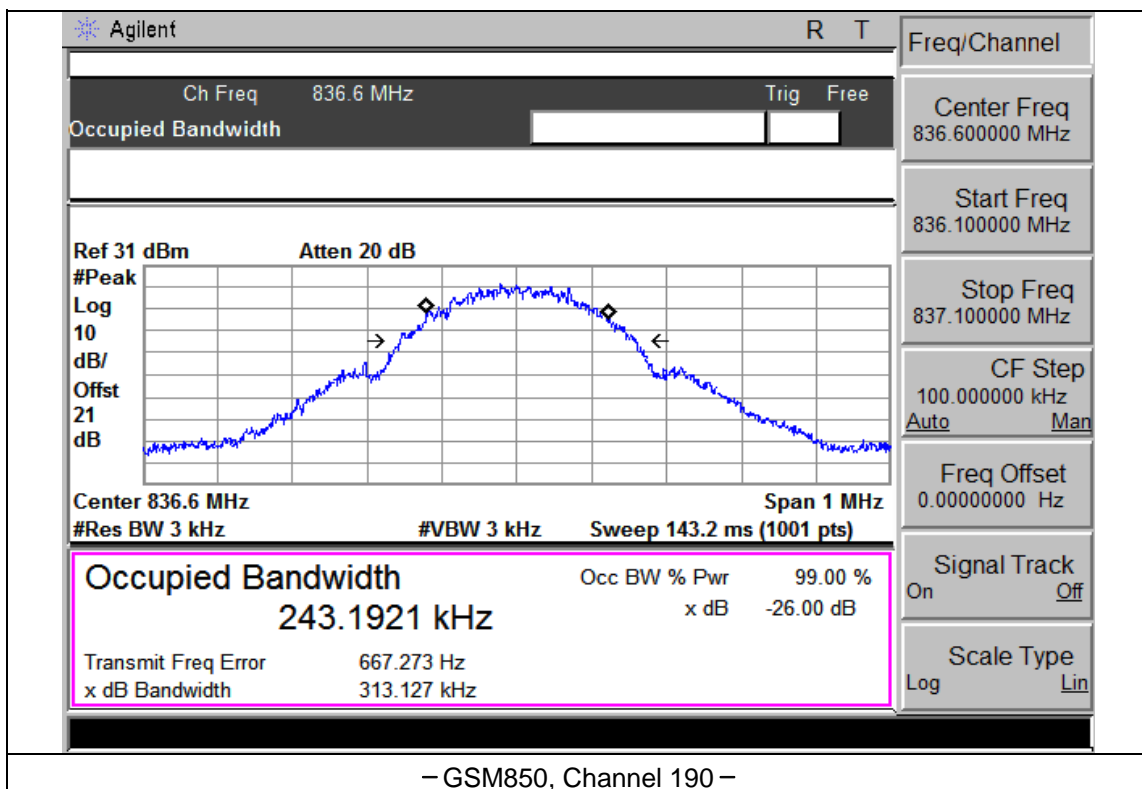 Agilent R T
Ch Freq 836.6 MHz Trig Free
Occupied Bandwidth
Ref 31 dBm Atten 20 dB
#Peak
Log
10
dB/
Offst
21
dB
Center 836.6 MHz Span 1 MHz
#Res BW 3 kHz #VBW 3 kHz Sweep 143.2 ms (1001 pts)
Occupied Bandwidth Occ BW % Pwr 99.00 %
243.1921 kHz x dB -26.00 dB
Transmit Freq Error 667.273 Hz
x dB Bandwidth 313.127 kHz
Freq/Channel
Center Freq
836.600000 MHz
Start Freq
836.100000 MHz
Stop Freq
837.100000 MHz
CF Step
100.000000 kHz
Auto Man
Freq Offset
0.00000000 Hz
Signal Track
On Off
Scale Type
Log Lin
－GSM850, Channel 190－